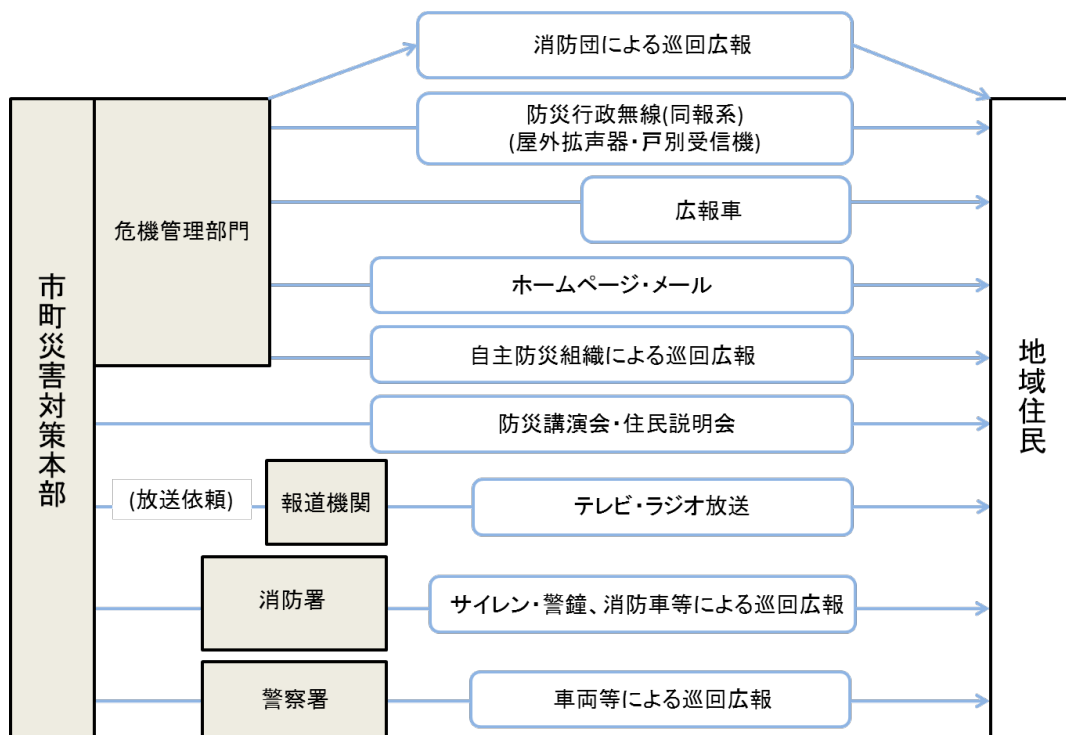 市町災害対策本部
危機管理部門
消防団による巡回広報
防災行政無線(同報系)
(屋外拡声器・戸別受信機)
広報車
ホームページ・メール
自主防災組織による巡回広報
防災講演会・住民説明会
(放送依頼)
報道機関
テレビ・ラジオ放送
消防署
サイレン・警鐘、消防車等による巡回広報
警察署
車両等による巡回広報
地域住民